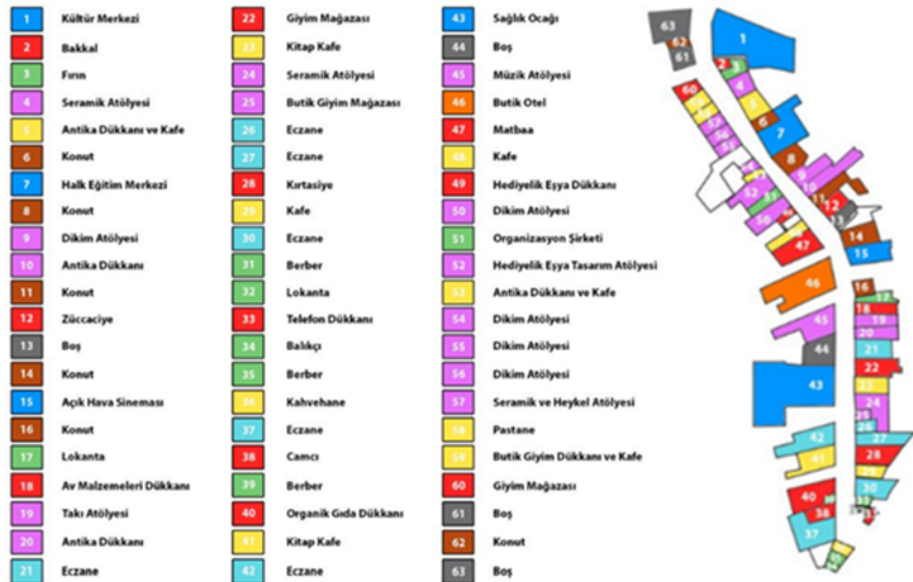 1 Kültür Merkezi
2 Bakkal
3 Fırın
4 Seramik Atölyesi
5 Antika Dükkanı ve Kafe
6 Konut
7 Halk Eğitim Merkezi
8 Konut
9 Dikim Atölyesi
10 Antika Dükkanı
11 Konut
12 Züccaciye
13 Boş
14 Konut
15 Açık Hava Sineması
16 Konut
17 Lokanta
18 Av Malzemeleri Dükkanı
19 Takı Atölyesi
20 Antika Dükkanı
21 Eczane
22 Giyim Mağazası
23 Kitap Kafe
24 Seramik Atölyesi
25 Butik Giyim Mağazası
26 Eczane
27 Eczane
28 Kırtasiye
29 Kafe
30 Eczane
31 Berber
32 Lokanta
33 Telefon Dükkanı
34 Balıkçı
35 Berber
36 Kahvehane
37 Eczane
38 Camcı
39 Berber
40 Organik Gıda Dükkanı
41 Kitap Kafe
42 Eczane
43 Sağlık Ocağı
44 Boş
45 Müzik Atölyesi
46 Butik Otel
47 Matbaa
48 Kafe
49 Hediyelik Eşya Dükkanı
50 Dikim Atölyesi
51 Organizasyon Şirketi
52 Hediyelik Eşya Tasarım Atölyesi
53 Antika Dükkanı ve Kafe
54 Dikim Atölyesi
55 Dikim Atölyesi
56 Dikim Atölyesi
57 Seramik ve Heykel Atölyesi
58 Pastane
59 Butik Giyim Dükkanı ve Kafe
60 Giyim Mağazası
61 Boş
62 Konut
63 Boş
63
62
61
1
2
3
60
4
5
6
7
57
56
55
8
9
10
52
51
50
11
12
13
47
14
15
46
16
17
18
45
19
20
44
21
22
43
23
24
25
26
42
27
41
28
29
30
40
38
37